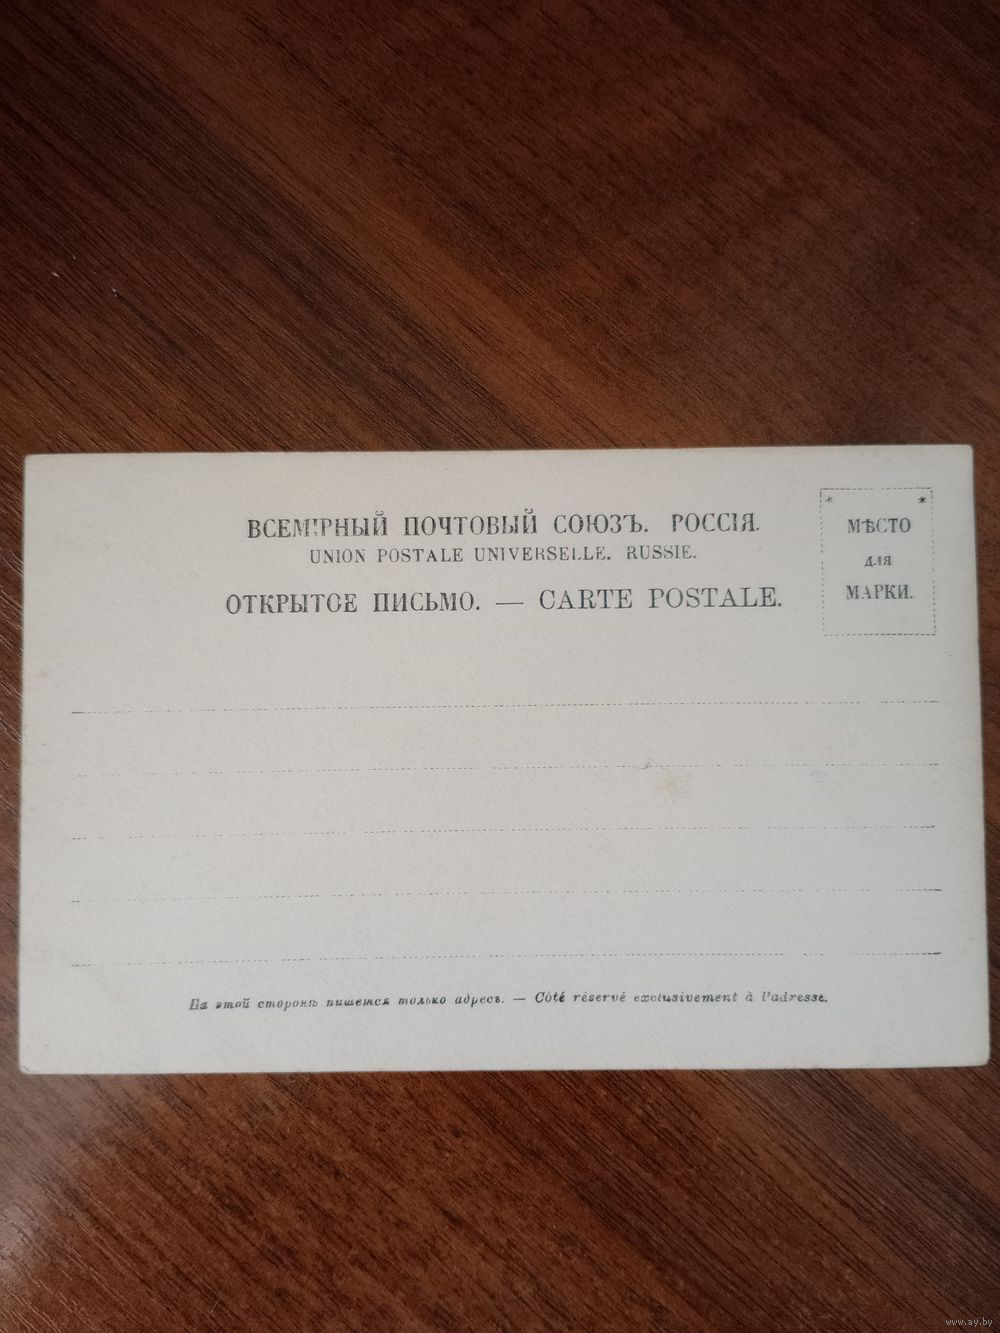 ВСЕМІРНЫЙ ПОЧТОВЫЙ СОЮЗЪ. РОССІЯ.
UNION POSTALE UNIVERSELLE. RUSSIE.
ОТКРЫТОЕ ПИСЬМО. — CARTE POSTALE.
МѢСТО
для
МАРКИ.
На этой сторонѣ пишется только адресъ. — Côté réservé exclusivement à l'adresse.
www.ay.by